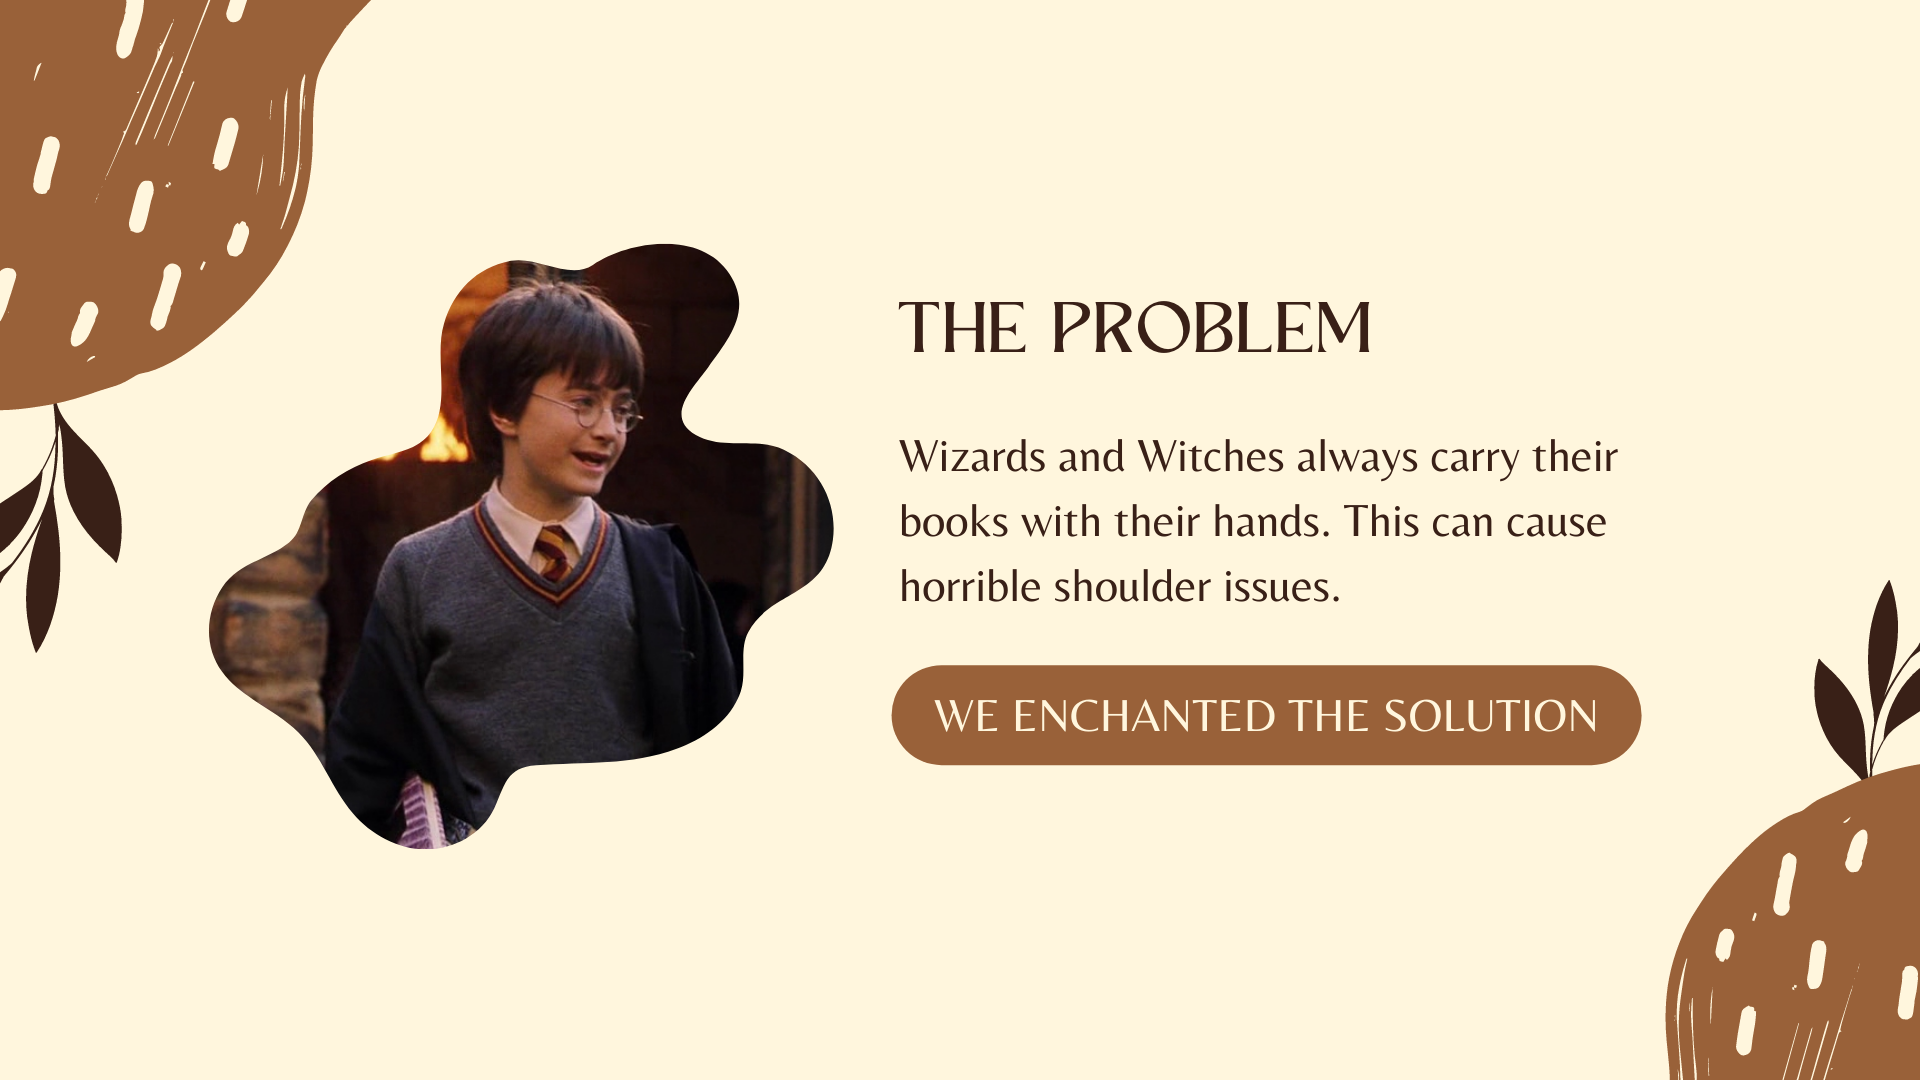 THE PROBLEM
Wizards and Witches always carry their
books with their hands. This can cause
horrible shoulder issues.
WE ENCHANTED THE SOLUTION